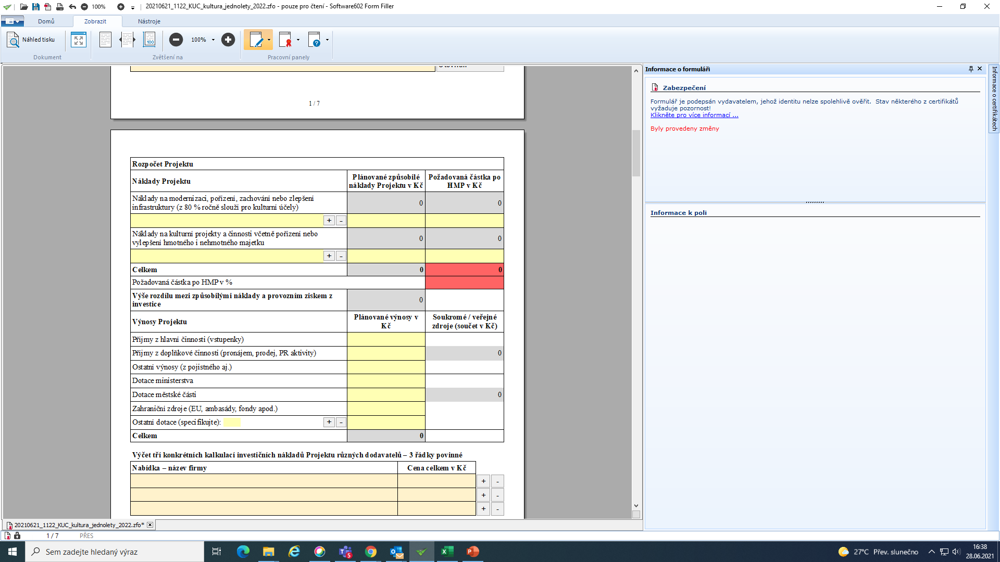 100%
20210621_1122_KUC_kultura_jednolety_2022.zfo - pouze pro čtení - Software602 Form Filler
Domů
Zobrazit
Nástroje
Náhled tisku
100
100%
Dokument
Zvětšení na
Pracovní panely
1 / 7
Rozpočet Projektu
Náklady Projektu
Plánované způsobilé
náklady Projektu v Kč
Požadovaná částka po
HMP v Kč
Náklady na modernizaci, pořízení, zachování nebo zlepšení
infrastruktury (z 80 % ročně slouží pro kulturní účely)
0
0
+ -
Náklady na kulturní projekty a činnosti včetně pořízení nebo
vylepšení hmotného i nehmotného majetku
0
0
+ -
Celkem
0
0
Požadovaná částka po HMP v %
Výše rozdílu mezi způsobilými náklady a provozním ziskem z
investice
0
Výnosy Projektu
Plánované výnosy v
Kč
Soukromé / veřejné
zdroje (součet v Kč)
Příjmy z hlavní činnosti (vstupenky)
Příjmy z doplňkové činnosti (pronájem, prodej, PR aktivity)
0
Ostatní výnosy (z pojistného aj.)
Dotace ministerstva
Dotace městské části
0
Zahraniční zdroje (EU, ambasády, fondy apod.)
Ostatní dotace (specifikujte):
+ -
Celkem
0
Výčet tří konkrétních kalkulací investičních nákladů Projektu různých dodavatelů – 3 řádky povinné
Nabídka – název firmy
Cena celkem v Kč
+ -
+ -
+ -
Informace o formuláři
Zabezpečení
Formulář je podepsán vydavatelem, jehož identitu nelze spolehlivě ověřit. Stav některého z certifikátů
vyžaduje pozornost!
Klikněte pro více informací ...
Byly provedeny změny
Informace k poli
Informace o certifikátech
20210621_1122_KUC_kultura_jednolety_2022.zfo*
1 / 7
PŘES
Sem zadejte hledaný výraz
5
27°C Přev. slunečno
16:38
28.06.2021